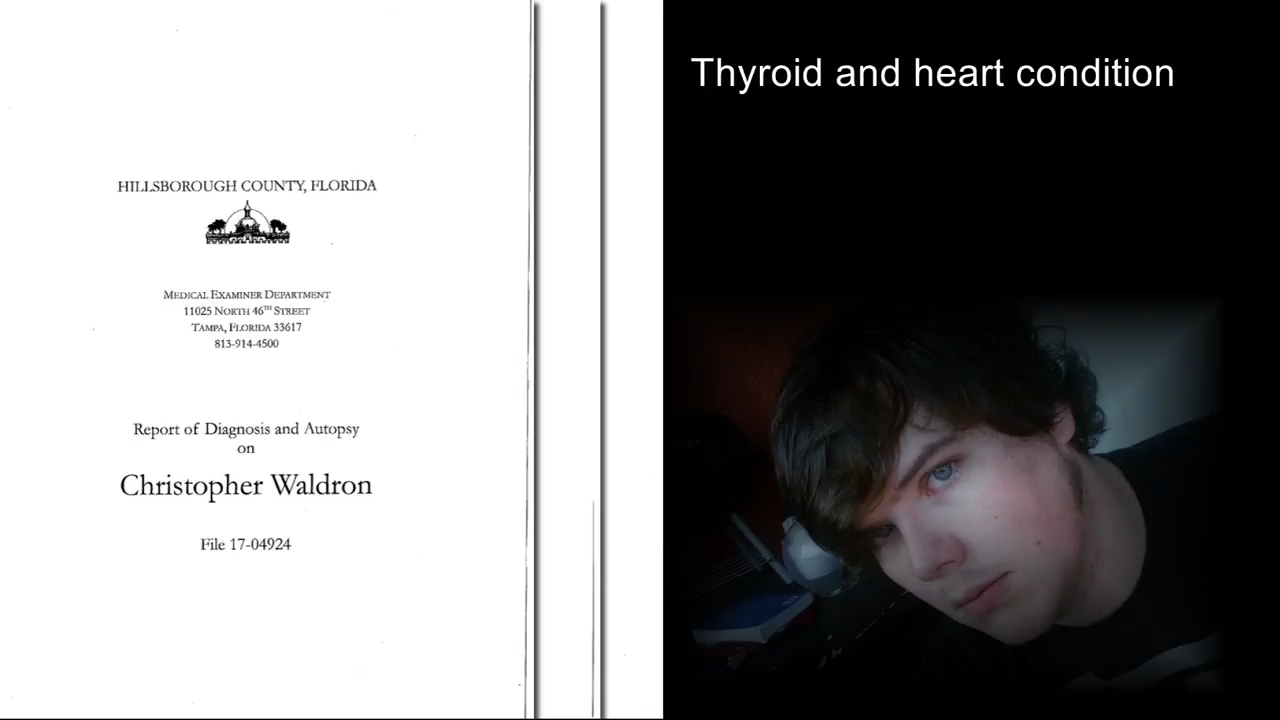 HILLSBOROUGH COUNTY, FLORIDA
MEDICAL EXAMINER DEPARTMENT
11025 NORTH 46TH STREET
TAMPA, FLORIDA 33617
813-914-4500
Report of Diagnosis and Autopsy
on
Christopher Waldron
File 17-04924
Thyroid and heart condition